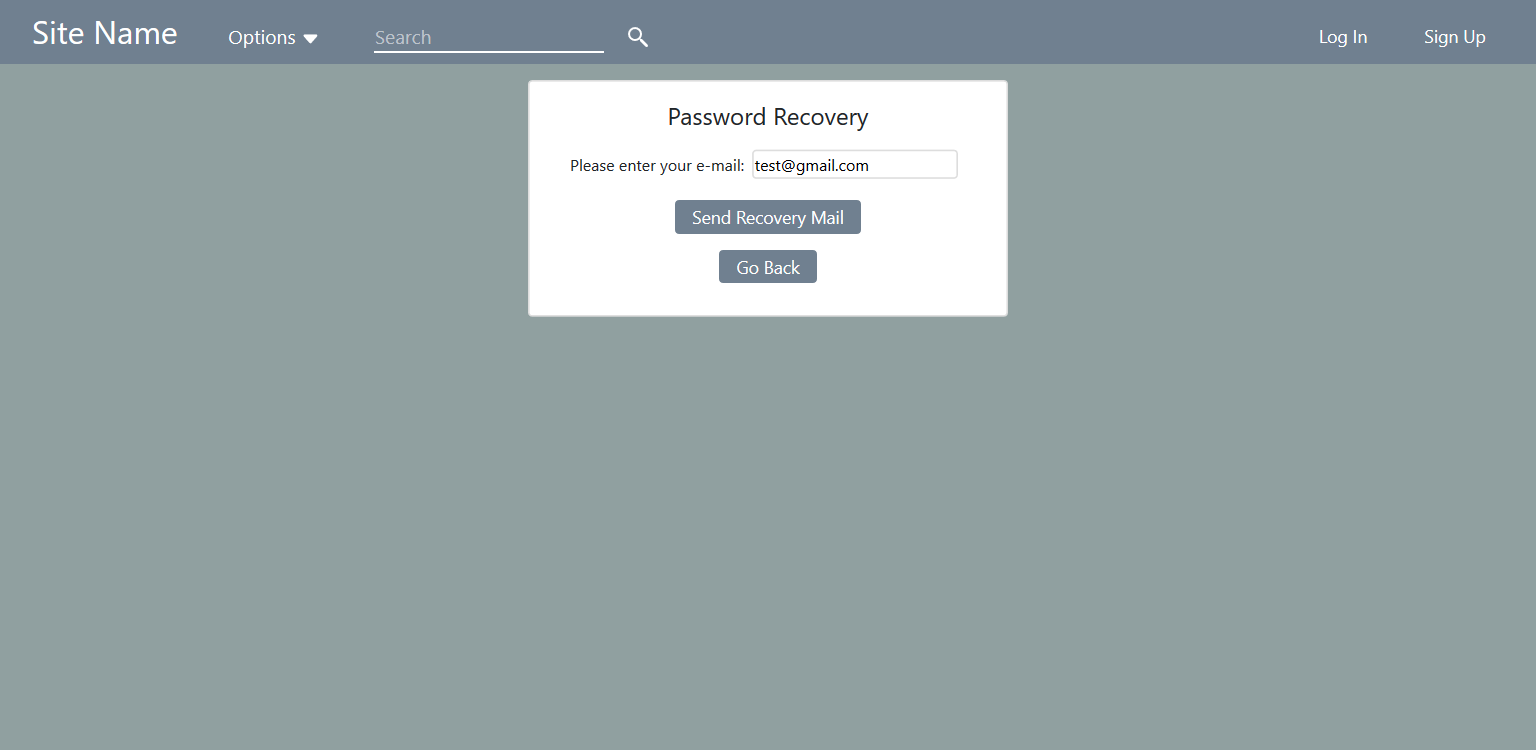 Site Name
Options
Search
Log In
Sign Up
Password Recovery
Please enter your e-mail: test@gmail.com
Send Recovery Mail
Go Back